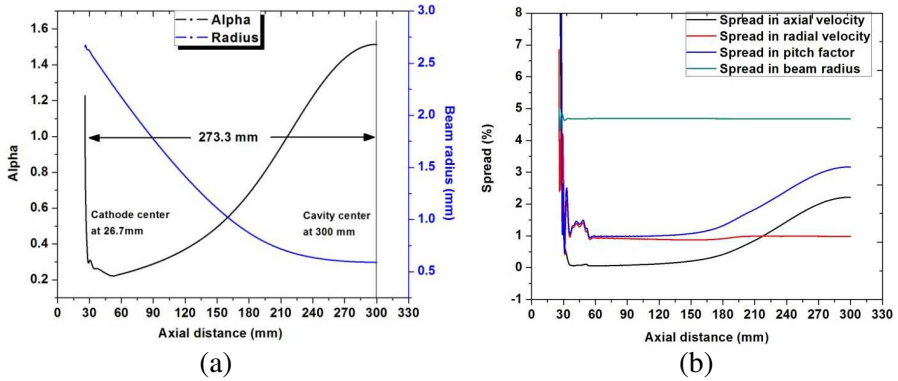 Alpha
Radius
1.6
1.4
1.2
1.0
0.8
0.6
0.4
0.2
Alpha
3.0
2.5
2.0
1.5
1.0
0.5
Beam radius (mm)
273.3 mm
Cathode center
at 26.7mm
Cavity center
at 300 mm
0 30 60 90 120 150 180 210 240 270 300 330
Axial distance (mm)
(a)
Spread in axial velocity
Spread in radial velocity
Spread in pitch factor
Spread in beam radius
8
7
6
5
4
3
2
1
0
-1
Spread (%)
0 30 60 90 120 150 180 210 240 270 300 330
Axial distance (mm)
(b)